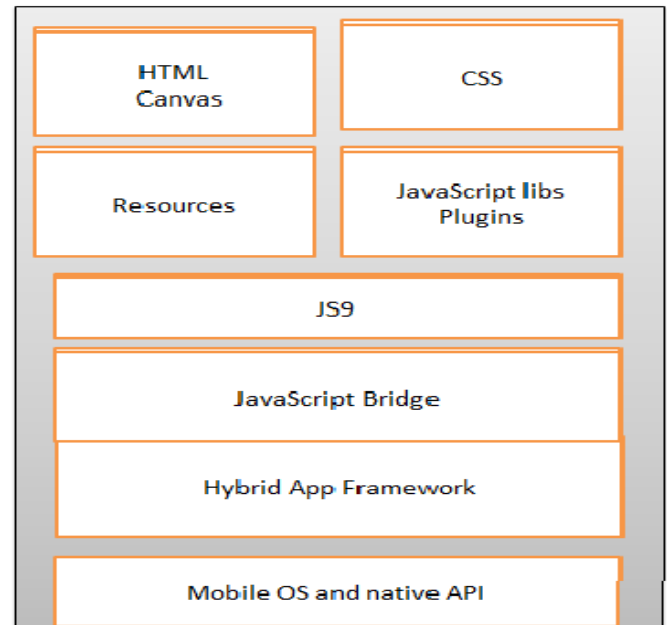 HTML
Canvas
CSS
Resources
JavaScript libs
Plugins
JS9
JavaScript Bridge
Hybrid App Framework
Mobile OS and native API